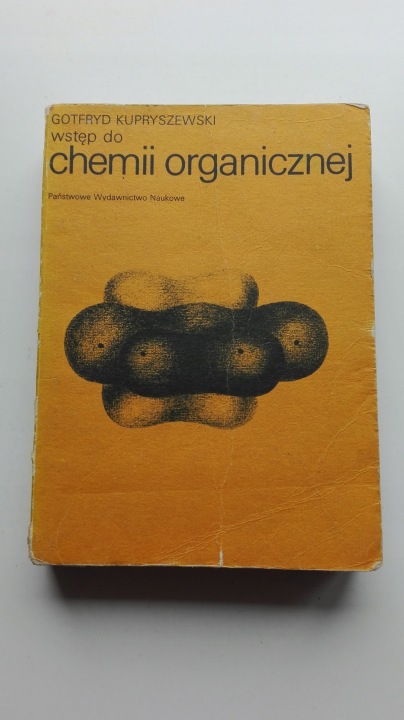 GOTFRYD KUPRYSZEWSKI
wstęp do
chemii organicznej
Państwowe Wydawnictwo Naukowe